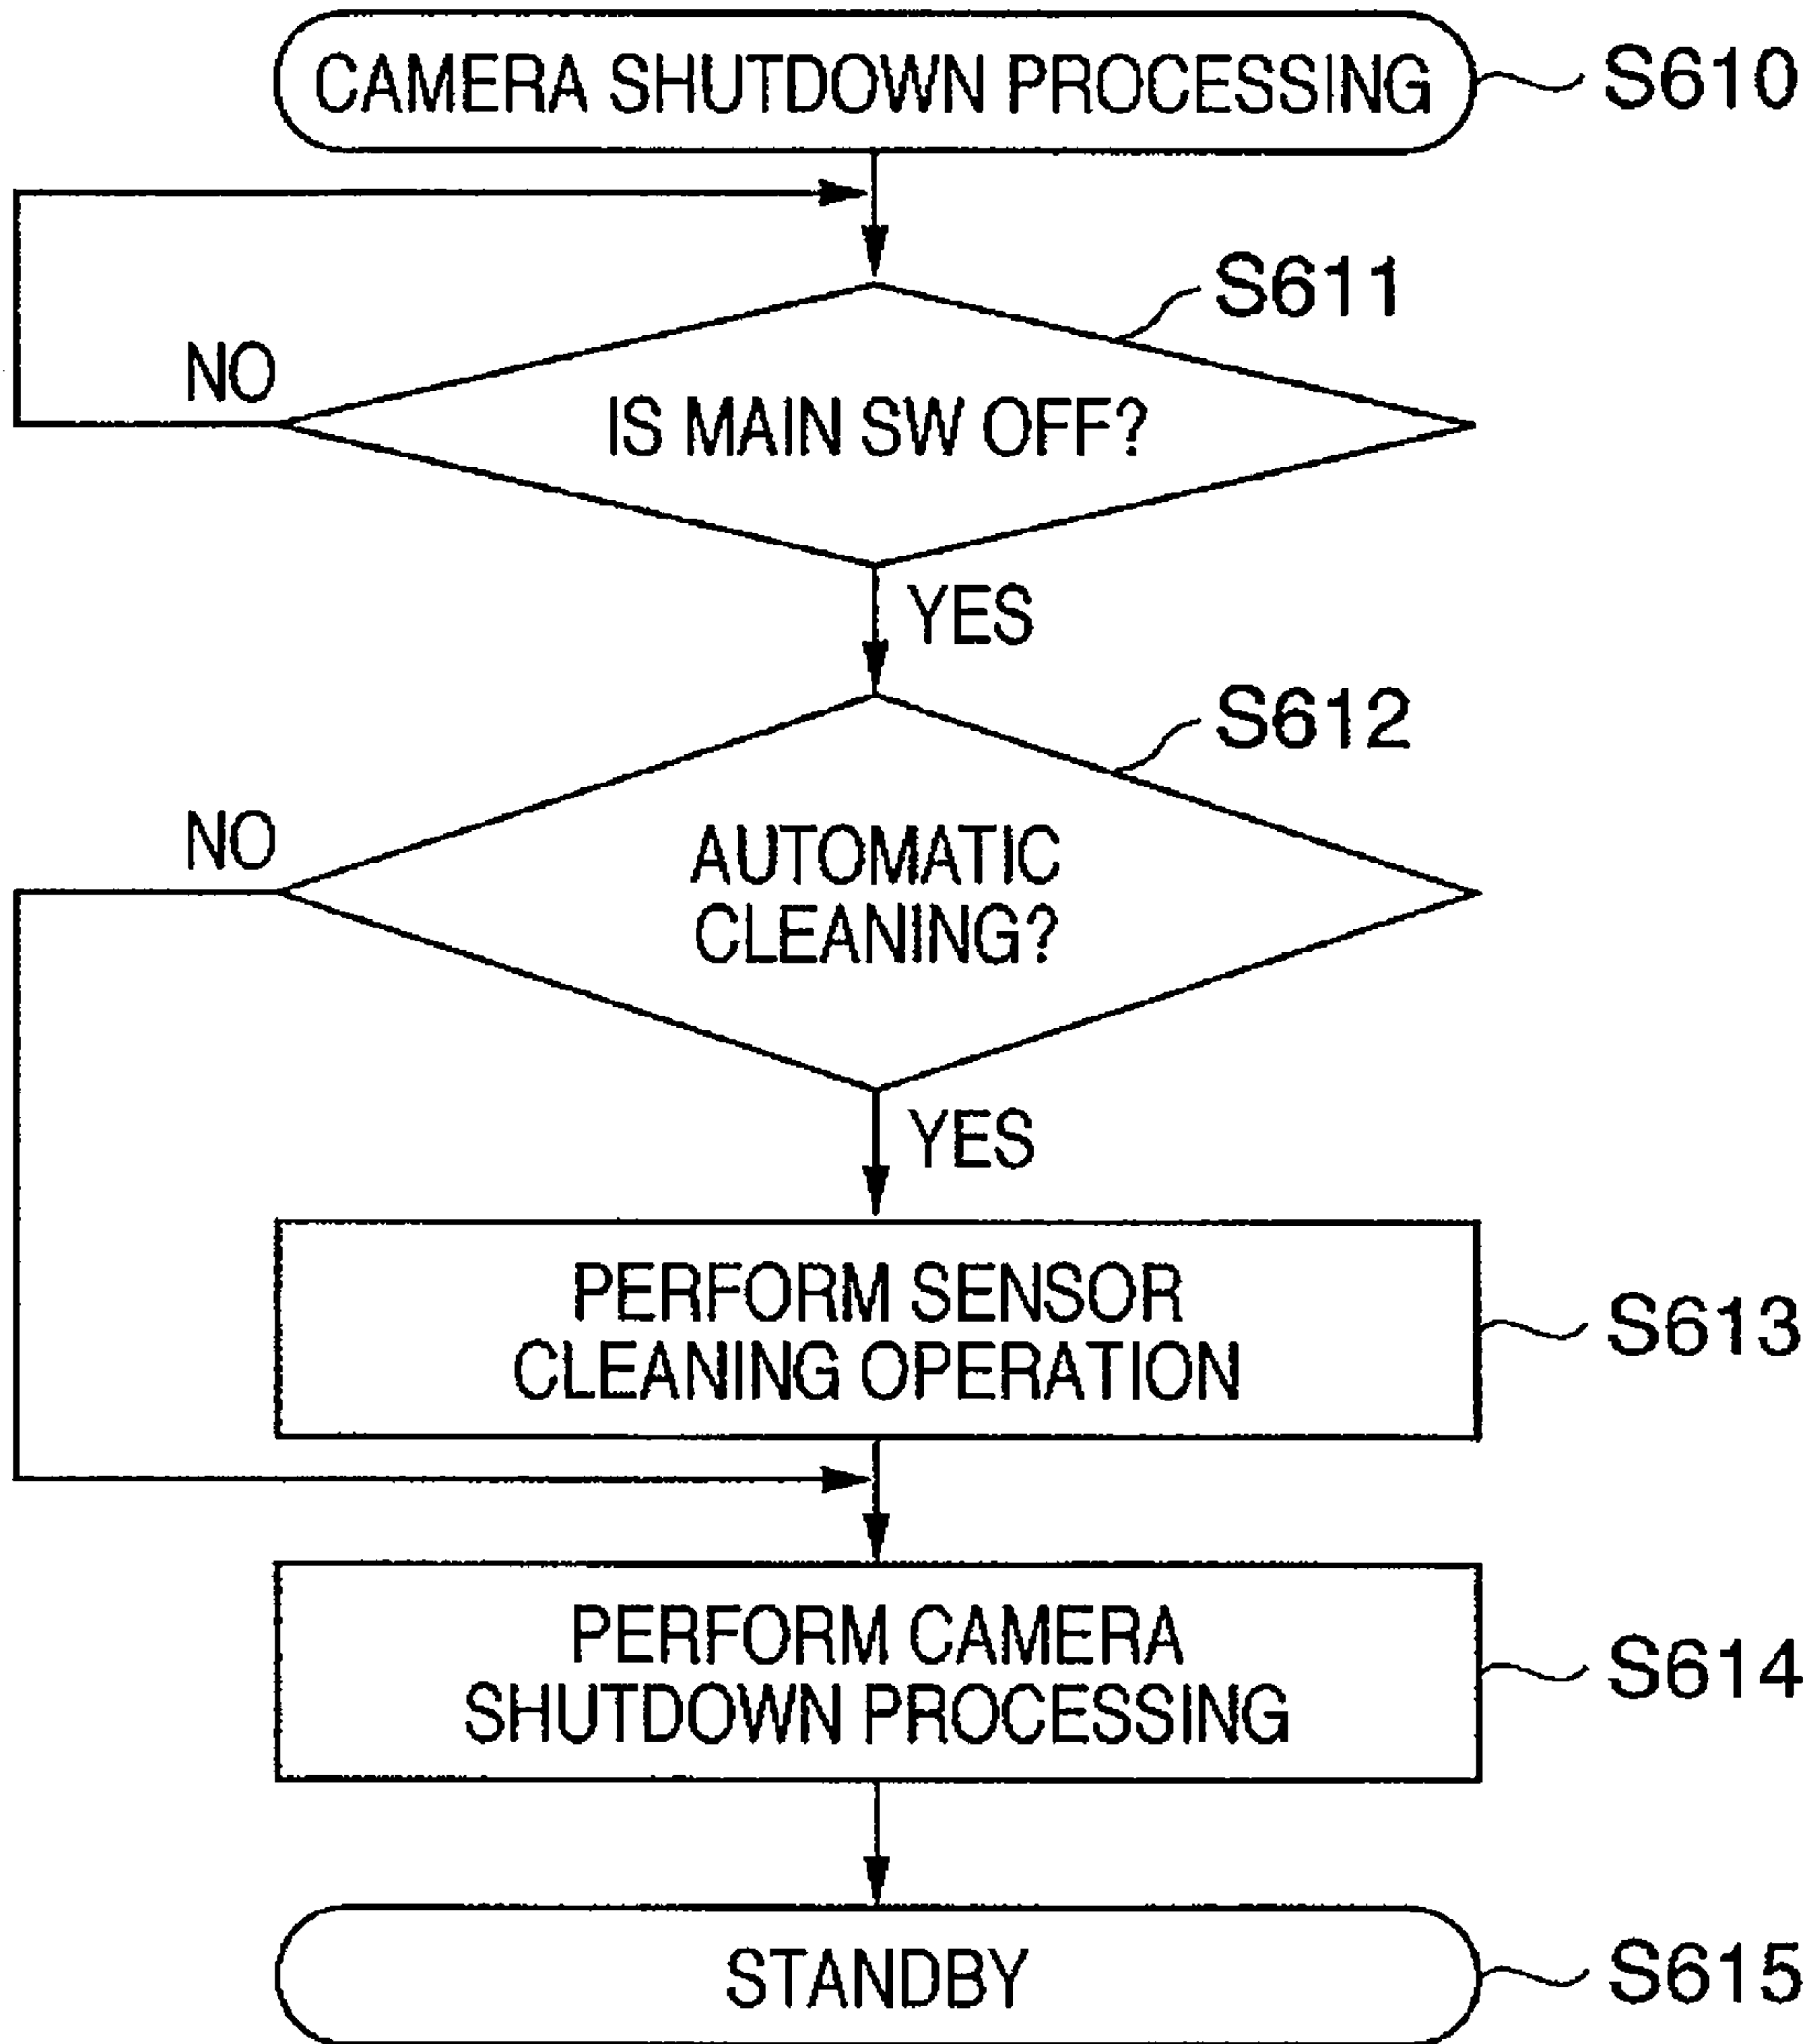 CAMERA SHUTDOWN PROCESSING
S610
S611
NO
IS MAIN SW OFF?
YES
S612
NO
AUTOMATIC
CLEANING?
YES
PERFORM SENSOR
CLEANING OPERATION
S613
PERFORM CAMERA
SHUTDOWN PROCESSING
S614
STANDBY
S615